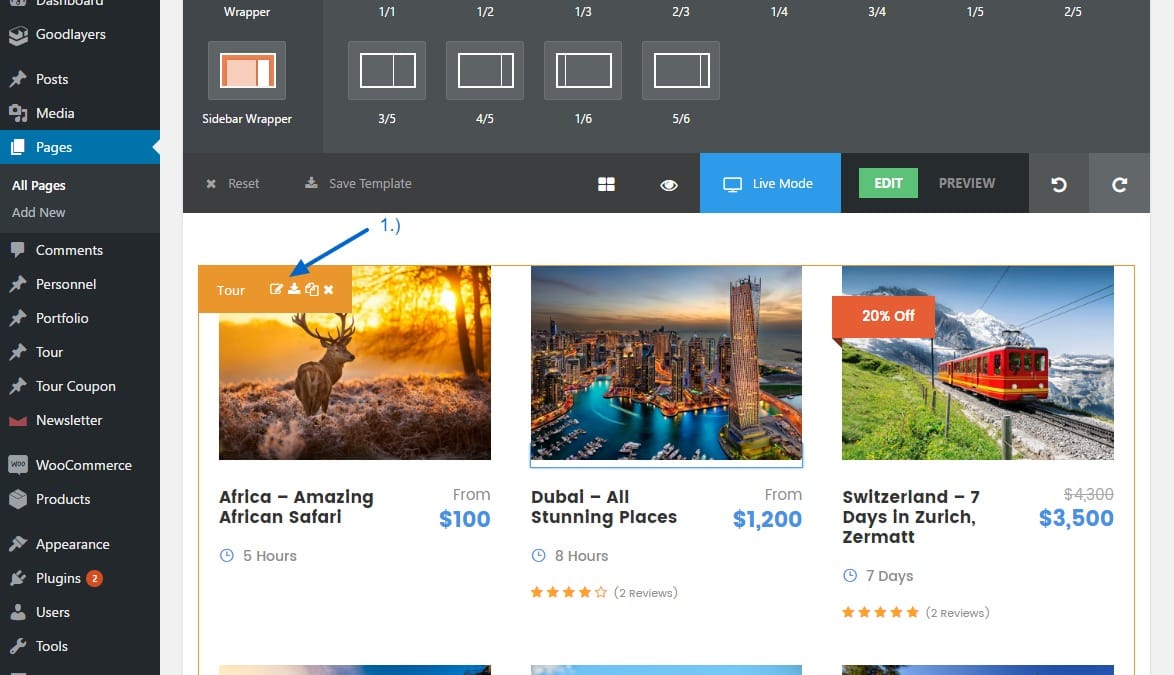 Dashboard
Goodlayers
Posts
Media
Pages
All Pages
Add New
Comments
Personnel
Portfolio
Tour
Tour Coupon
Newsletter
WooCommerce
Products
Appearance
Plugins 2
Users
Tools
Wrapper
1/1
1/2
1/3
2/3
1/4
3/4
1/5
2/5
Sidebar Wrapper
3/5
4/5
1/6
5/6
Reset
Save Template
Live Mode
EDIT
PREVIEW
1.)
Tour
20% Off
Africa – Amazing
African Safari
From
$100
5 Hours
Dubai – All
Stunning Places
From
$1,200
8 Hours
(2 Reviews)
Switzerland – 7
Days in Zurich,
Zermatt
$4,300
$3,500
7 Days
(2 Reviews)